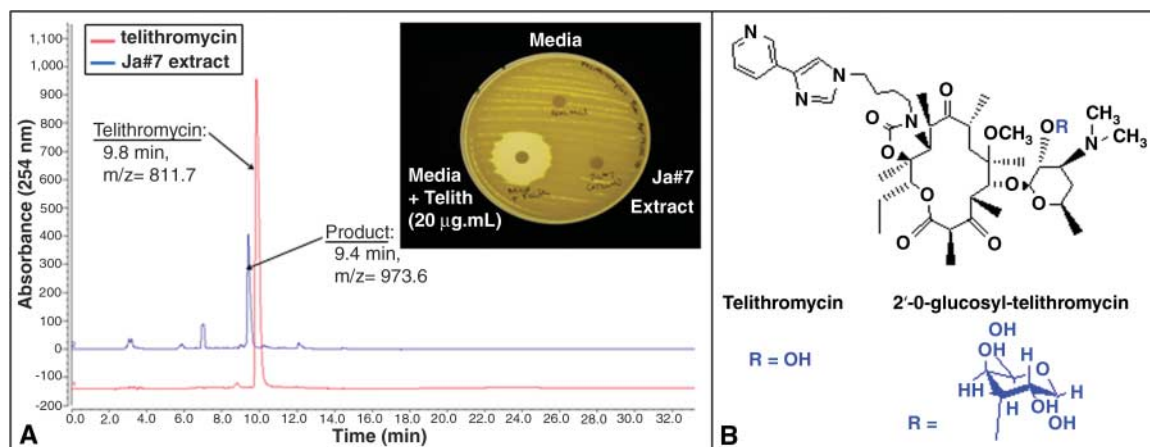 1,100
1,000
900
800
700
600
500
400
300
200
100
0
-100
-200
Absorbance (254 nm)
telithromycin
Ja#7 extract
Telithromycin:
9.8 min,
m/z= 811.7
Product:
9.4 min,
m/z= 973.6
Media
Media
+ Telith
(20 µg.mL)
Ja#7
Extract
0.0 2.0 4.0 6.0 8.0 10.0 12.0 14.0 16.0 18.0 20.0 22.0 24.0 26.0 28.0 30.0 32.0
Time (min)
A
B
N
N
N
N
O
O
O
OCH3
O
R
N
CH3
CH3
O
O
O
O
O
Telithromycin
2′-0-glucosyl-telithromycin
R = OH
R =
OH
OH
OH
H
O
H
HH
H
OH
OH